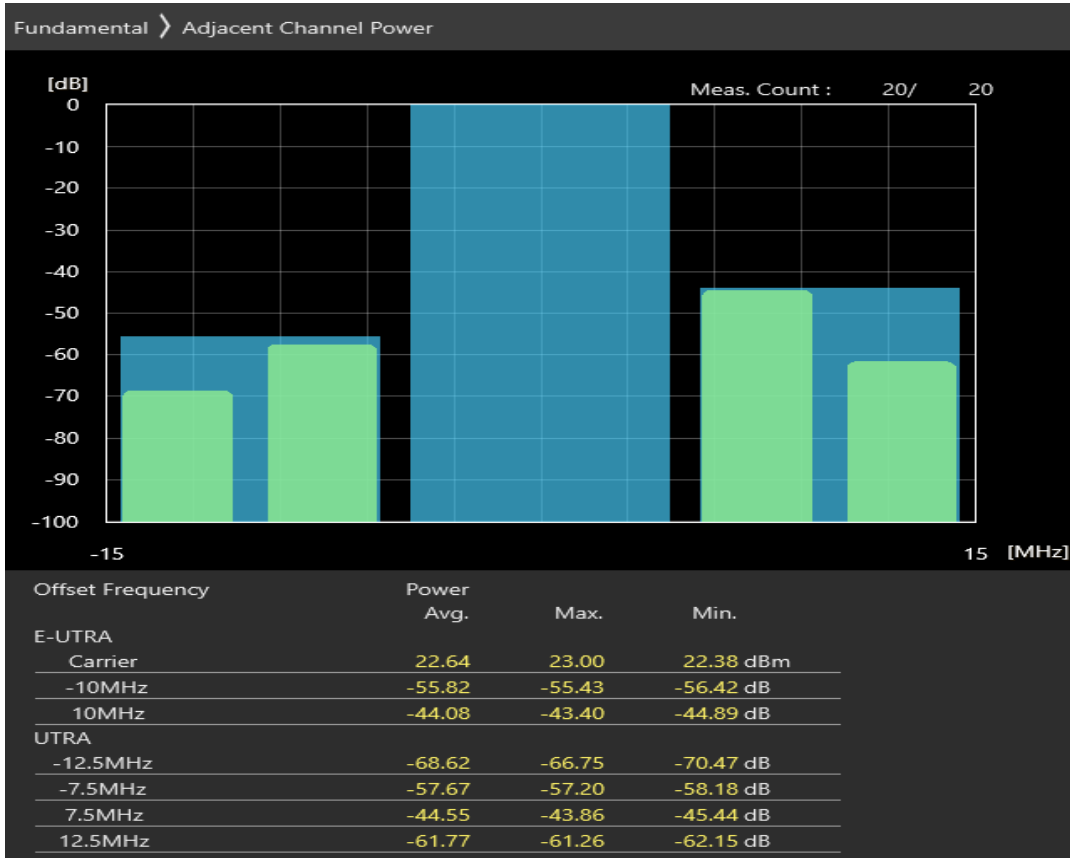 Fundamental 〉 Adjacent Channel Power
[dB]
Meas. Count : 20/ 20
0
-10
-20
-30
-40
-50
-60
-70
-80
-90
-100
-15 15 [MHz]
Offset Frequency Power
Avg. Max. Min.
E-UTRA
Carrier 22.64 23.00 22.38 dBm
-10MHz -55.82 -55.43 -56.42 dB
10MHz -44.08 -43.40 -44.89 dB
UTRA
-12.5MHz -68.62 -66.75 -70.47 dB
-7.5MHz -57.67 -57.20 -58.18 dB
7.5MHz -44.55 -43.86 -45.44 dB
12.5MHz -61.77 -61.26 -62.15 dB